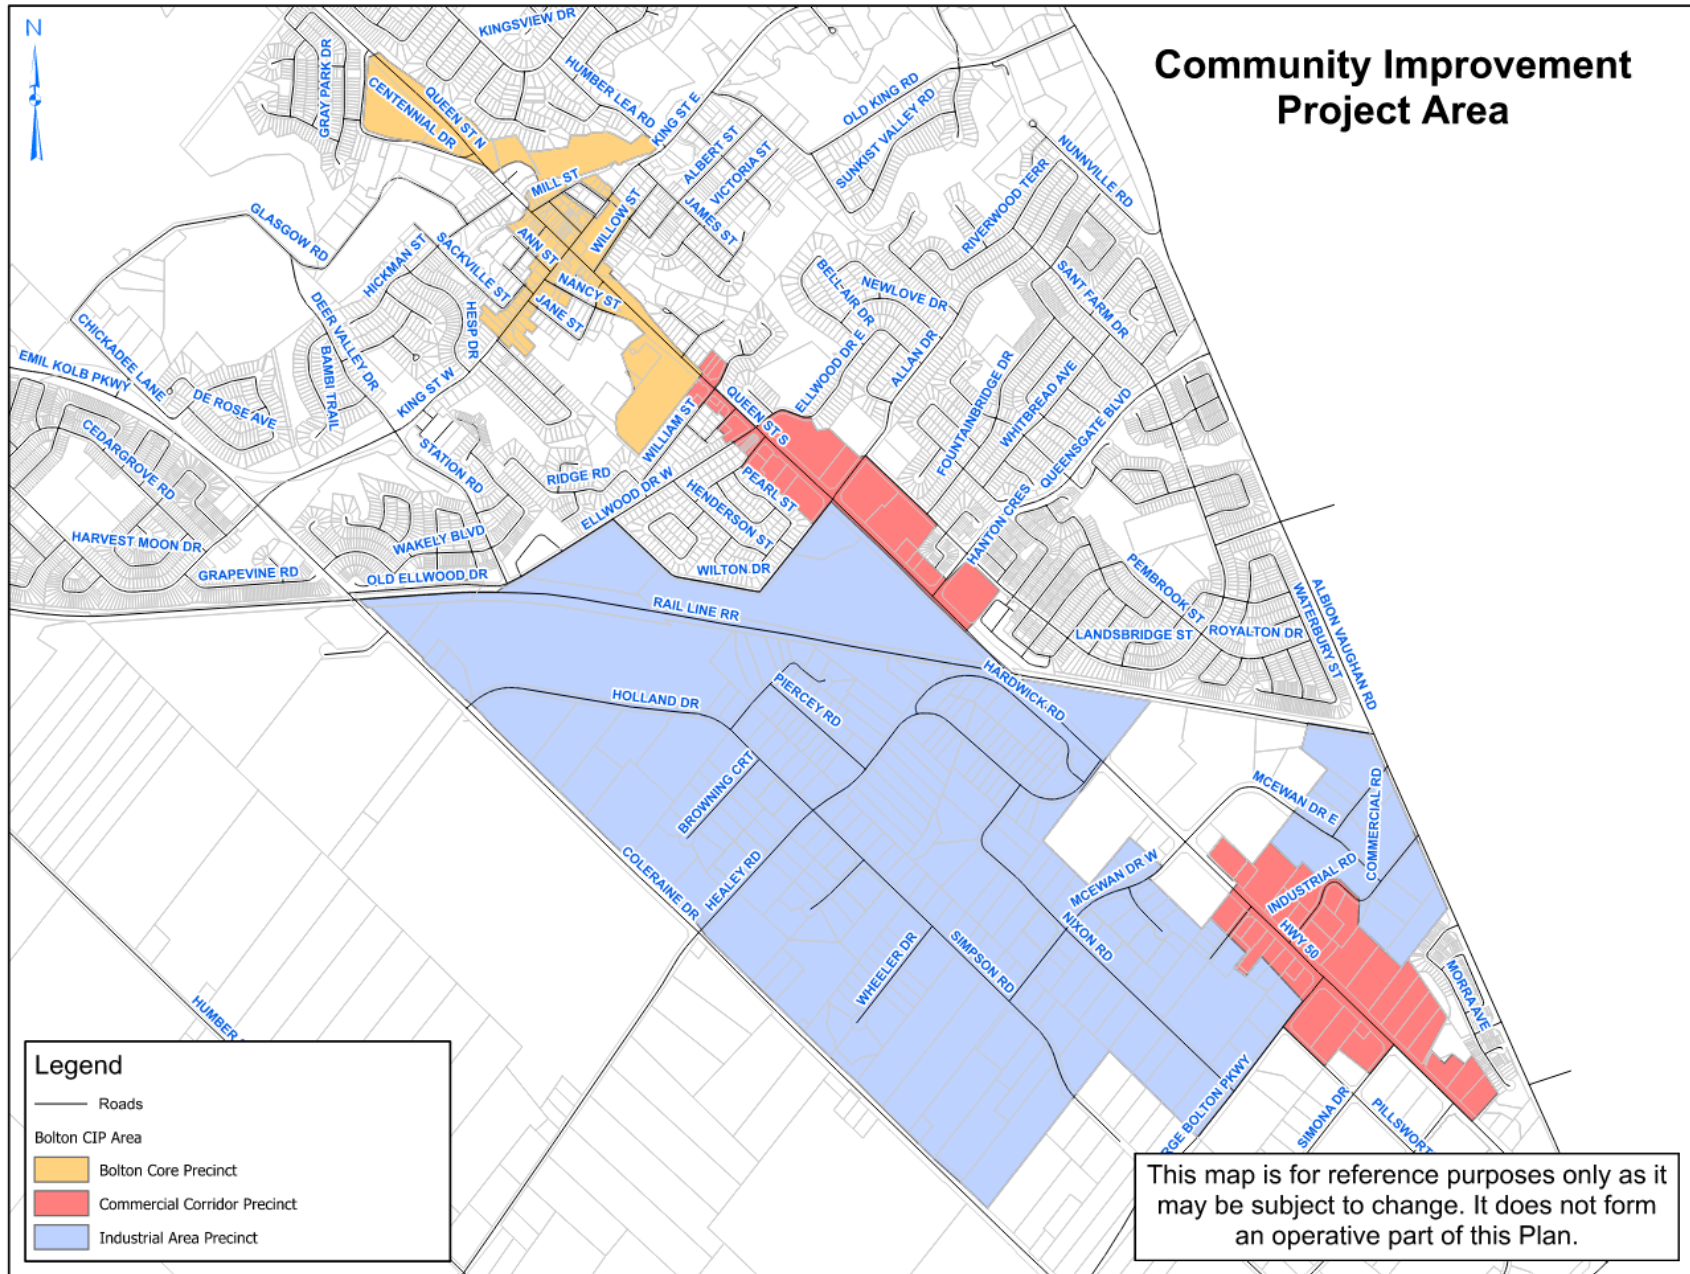 Community Improvement
Project Area
N
KINGSVIEW DR
GRAY PARK DR
CENTENNIAL DR
QUEEN ST N
HUMBER LEA RD
KING ST E
OLD KING RD
SUNKIST VALLEY RD
NUNNVILLE RD
ALBERT ST
VICTORIA ST
JAMES ST
MILL ST
WILLOW ST
ANN ST
NANCY ST
JANE ST
SACKVILLE ST
HICKMAN ST
GLASGOW RD
HESP DR
DEER VALLEY DR
BAMBI TRAIL
KING ST W
CHICKADEE LANE
EMIL KOLB PKWY
DE ROSE AVE
CEDARGROVE RD
HARVEST MOON DR
GRAPEVINE RD
STATION RD
WAKELY BLVD
OLD ELLWOOD DR
RIDGE RD
ELLWOOD DR W
WILLIAM ST
QUEEN ST S
PEARL ST
HENDERSON ST
WILTON DR
RIVERWOOD TERR
SANT FARM DR
BEL-AIR DR
NEWLOVE DR
ELLWOOD DR E
ALLAN DR
FOUNTAINBRIDGE DR
WHITBREAD AVE
QUEENSGATE BLVD
HANTON CRES
PEMBROOK ST
LANDSBRIDGE ST
ROYALTON DR
WATERBURY ST
ALBION VAUGHAN RD
RAIL LINE RR
HARDWICK RD
HOLLAND DR
PIERCEY RD
BROWNING CRT
HEALEY RD
COLERAINE DR
MCEWAN DR E
COMMERCIAL RD
INDUSTRIAL RD
MCEWAN DR W
HWY 50
NIXON RD
SIMPSON RD
WHEELER DR
MORRA AVE
HUMBER
RGE BOLTON PKWY
SIMONA DR
PILLSWORT
Legend
Roads
Bolton CIP Area
Bolton Core Precinct
Commercial Corridor Precinct
Industrial Area Precinct
This map is for reference purposes only as it
may be subject to change. It does not form
an operative part of this Plan.